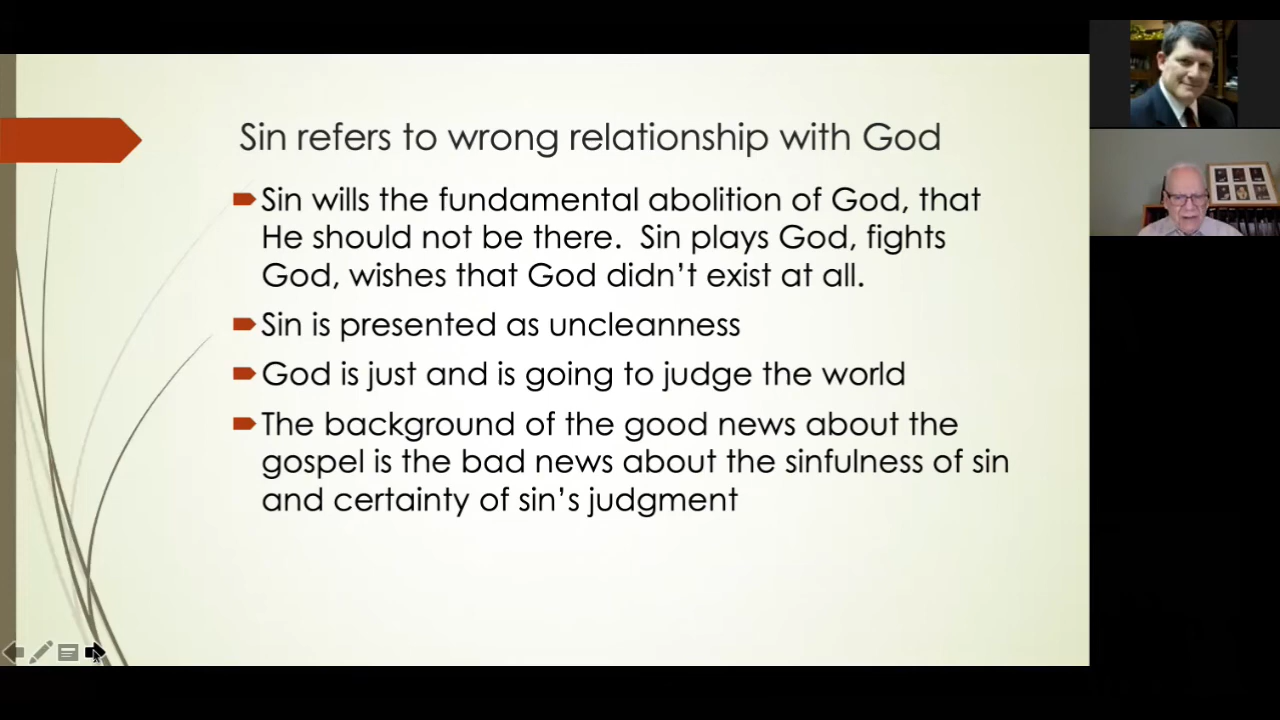 Sin refers to wrong relationship with God
Sin wills the fundamental abolition of God, that
He should not be there.  Sin plays God, fights
God, wishes that God didn’t exist at all.
Sin is presented as uncleanness
God is just and is going to judge the world
The background of the good news about the
gospel is the bad news about the sinfulness of sin
and certainty of sin’s judgment